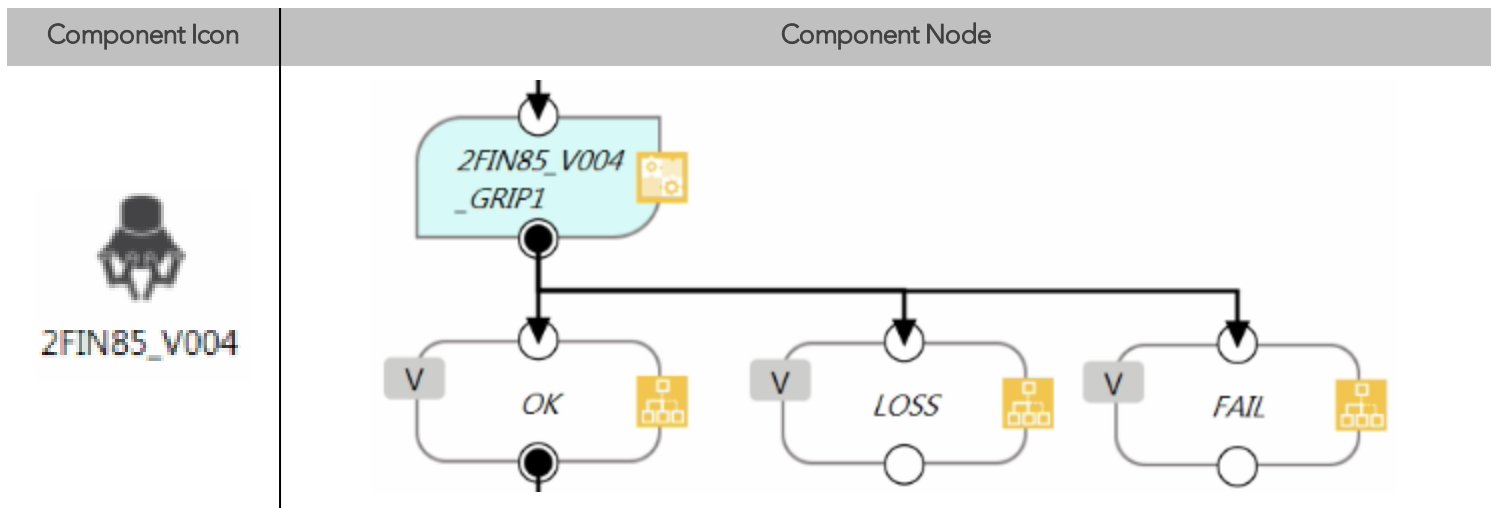 Component Icon
Component Node
2FIN85_V004
_GRIP1
2FIN85_V004
V
OK
V
LOSS
V
FAIL